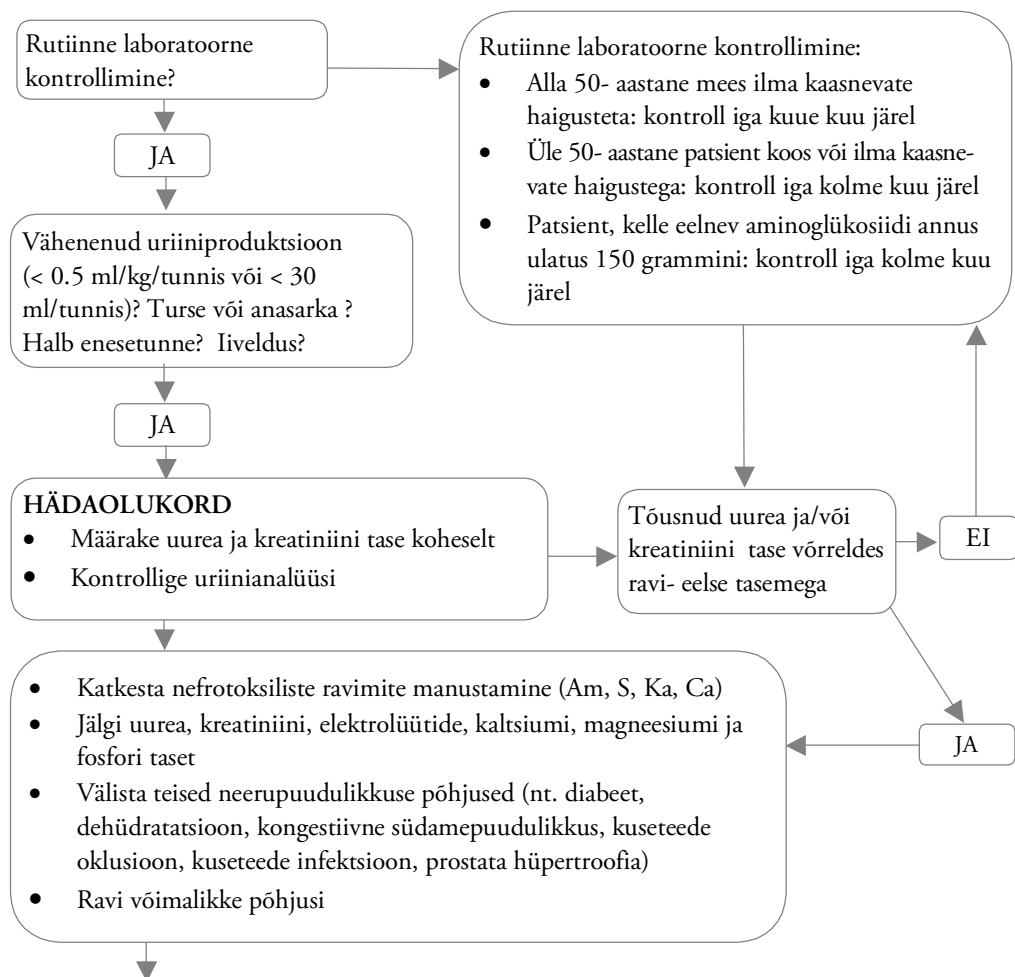 Rutiinne laboratoorne
kontrollimine?
JA
Vähenenud uriiniproduktsioon
(< 0.5 ml/kg/tunnis või < 30
ml/tunnis)? Turse või anasarka ?
Halb enesetunne? Iiveldus?
JA
HÄDAOLUKORD
• Määrake uurea ja kreatiniini tase koheselt
• Kontrollige uriinianalüüsi
Rutiinne laboratoorne kontrollimine:
• Alla 50- aastane mees ilma kaasnevate
haigusteta: kontroll iga kuue kuu järel
• Üle 50- aastane patsient koos või ilma kaasne-
vate haigustega: kontroll iga kolme kuu järel
• Patsient, kelle eelnev aminoglükosiidi annus
ulatus 150 grammini: kontroll iga kolme kuu
järel
Tõusnud uurea ja/või
kreatiniini tase võrreldes
ravi- eelse tasemega
EI
JA
• Katkesta nefrotoksiliste ravimite manustamine (Am, S, Ka, Ca)
• Jälgi uurea, kreatiniini, elektrolüütide, kaltsiumi, magneesiumi ja
fosfori taset
• Välista teised neerupuudulikkuse põhjused (nt. diabeet,
dehüdratatsioon, kongestiivne südamepuudulikkus, kuseteede
oklusioon, kuseteede infektsioon, prostata hüpertroofia)
• Ravi võimalikke põhjusi